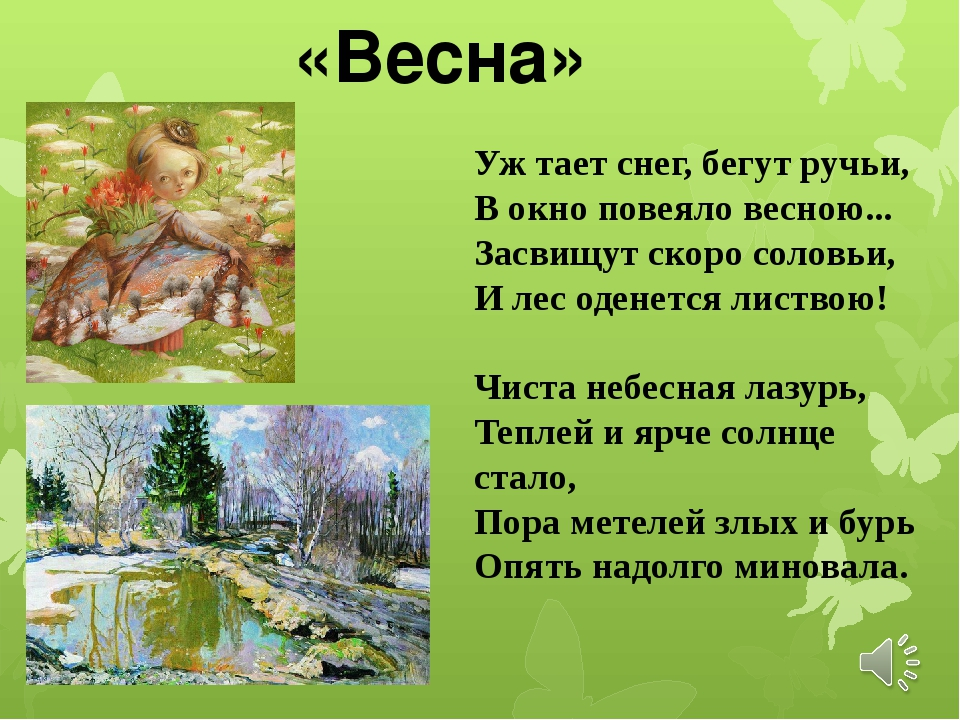 «Весна»
Уж тает снег, бегут ручьи,
В окно повеяло весною...
Засвищут скоро соловьи,
И лес оденется листвою!
Чиста небесная лазурь,
Теплей и ярче солнце
стало,
Пора метелей злых и бурь
Опять надолго миновала.